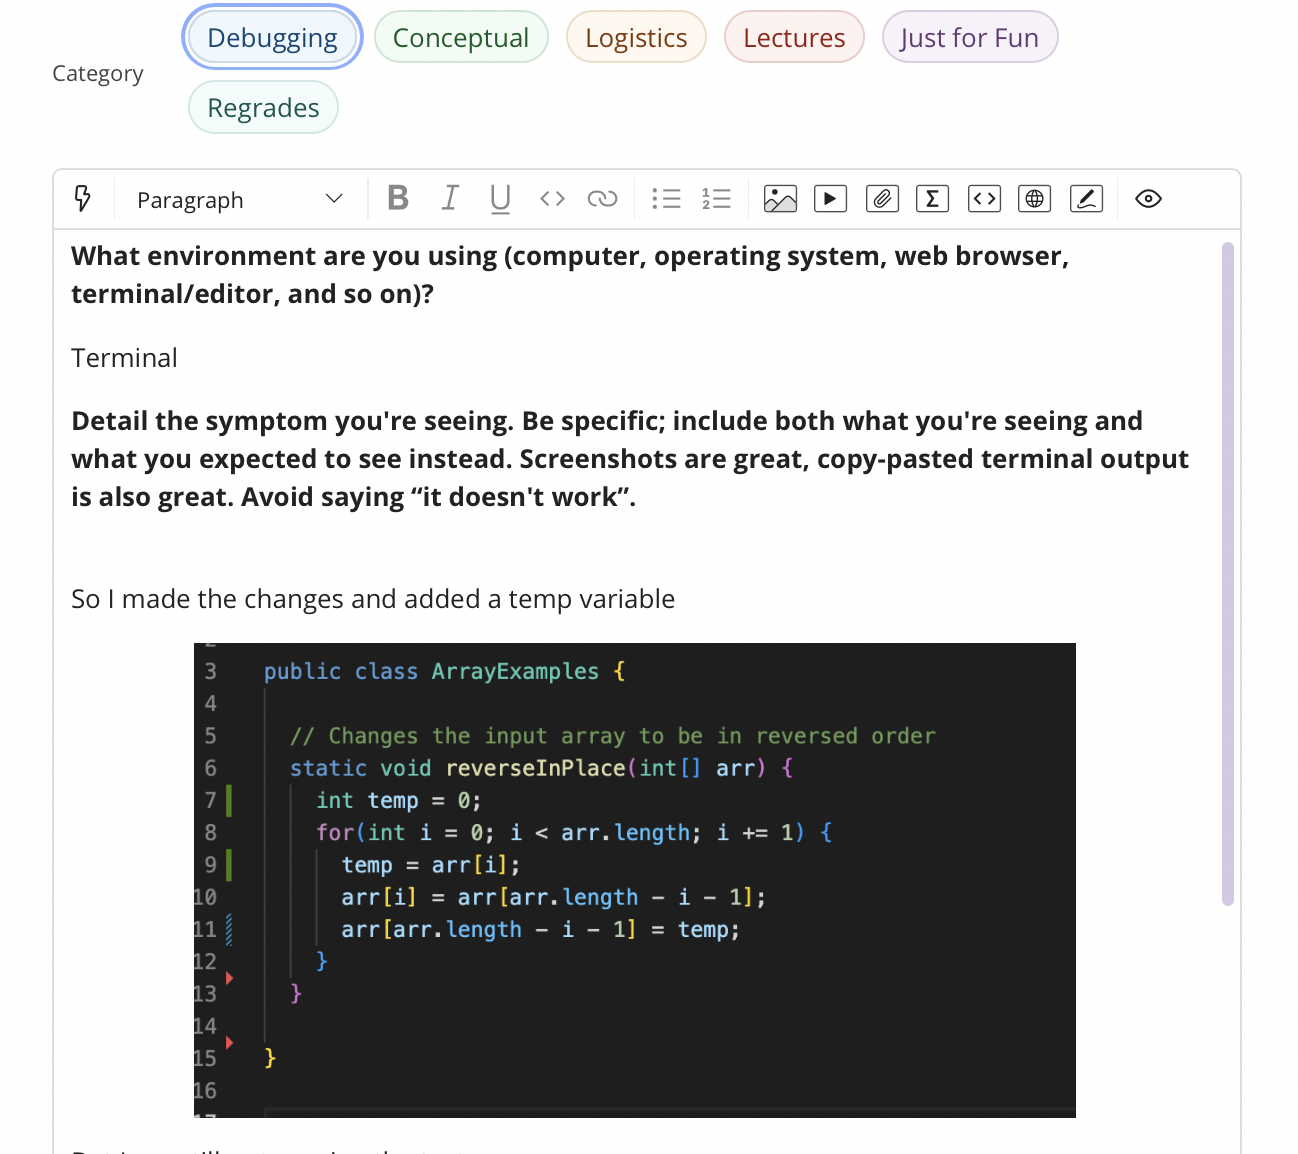 Debugging Conceptual Logistics Lectures Just for Fun
Category
Regrades
Paragraph
What environment are you using (computer, operating system, web browser,
terminal/editor, and so on)?
Terminal
Detail the symptom you're seeing. Be specific; include both what you're seeing and
what you expected to see instead. Screenshots are great, copy-pasted terminal output
is also great. Avoid saying “it doesn't work”.
So I made the changes and added a temp variable
3 public class ArrayExamples {
4
5 // Changes the input array to be in reversed order
6 static void reverseInPlace(int[] arr) {
7 int temp = 0;
8 for(int i = 0; i < arr.length; i += 1) {
9 temp = arr[i];
10 arr[i] = arr[arr.length - i - 1];
11 arr[arr.length - i - 1] = temp;
12 }
13 }
14
15 }
16